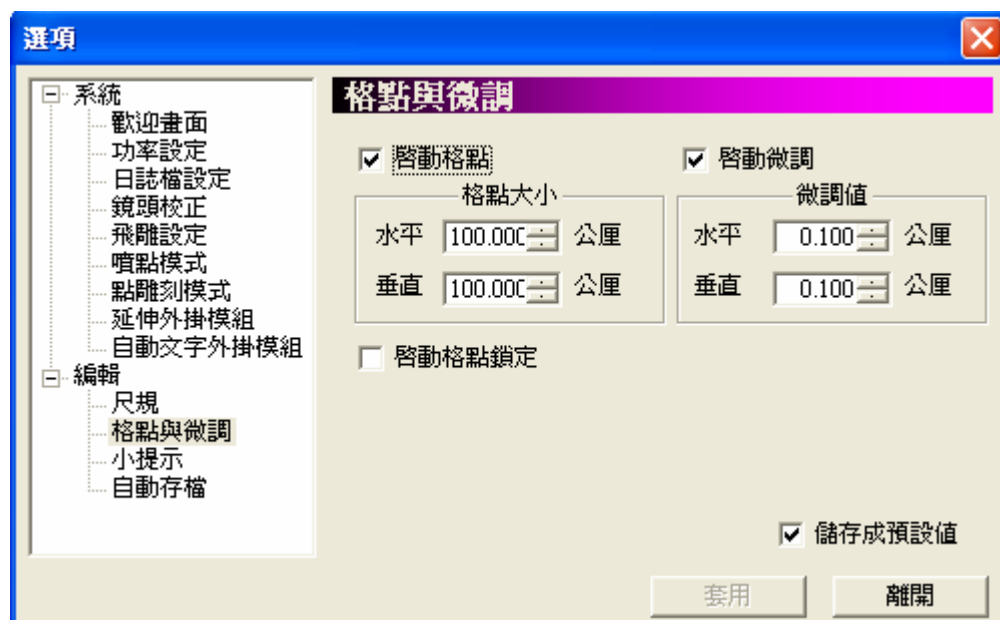 選項
系統
歡迎畫面
功率設定
日誌檔設定
鏡頭校正
飛雕設定
噴點模式
點雕刻模式
延伸外掛模組
自動文字外掛模組
編輯
尺規
格點與微調
小提示
自動存檔
格點與微調
啓動格點
啓動微調
格點大小
水平 100.000 公厘
垂直 100.000 公厘
微調值
水平 0.100 公厘
垂直 0.100 公厘
啓動格點鎖定
儲存成預設值
套用
離開